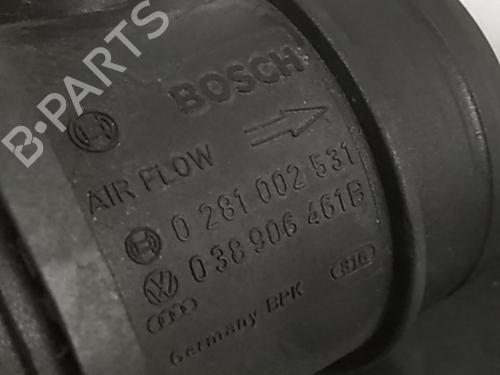 B·PARTS
BOSCH
AIR FLOW
0 281 002 531
038 906 461B
Germany BPK